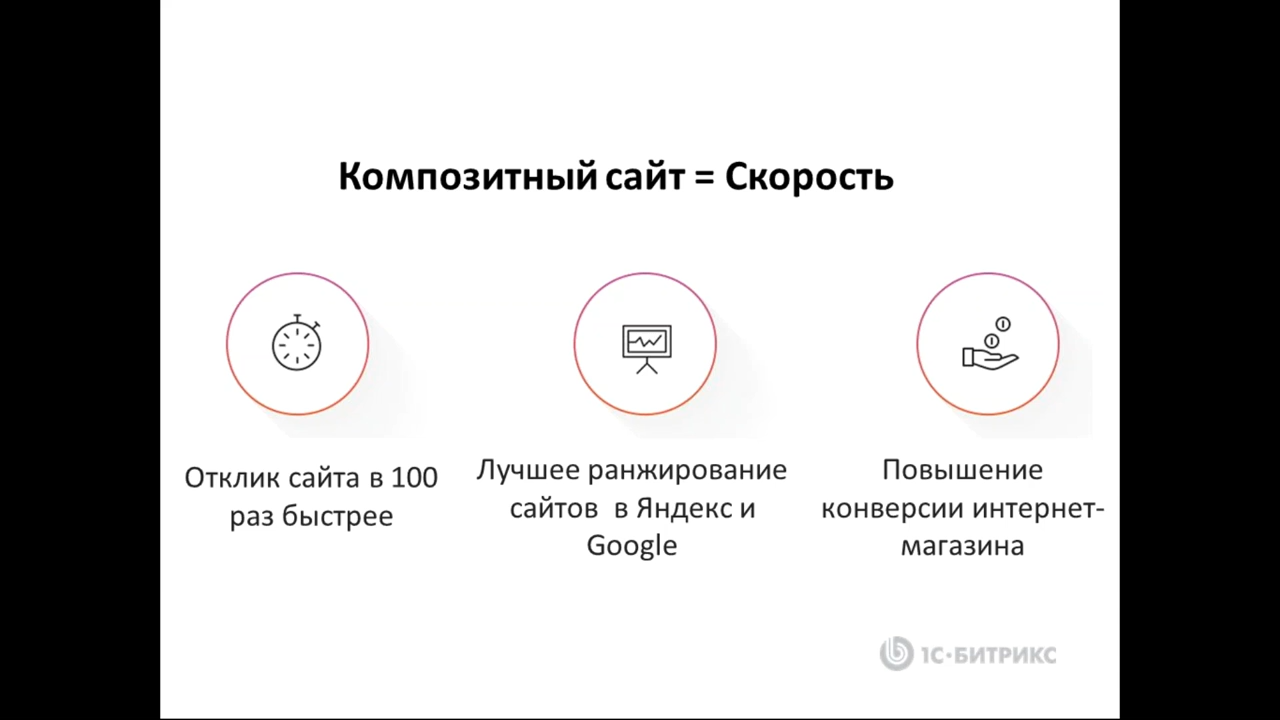 Композитный сайт = Скорость
Отклик сайта в 100
раз быстрее
Лучшее ранжирование
сайтов в Яндекс и
Google
Повышение
конверсии интернет-
магазина
1С·БИТРИКС